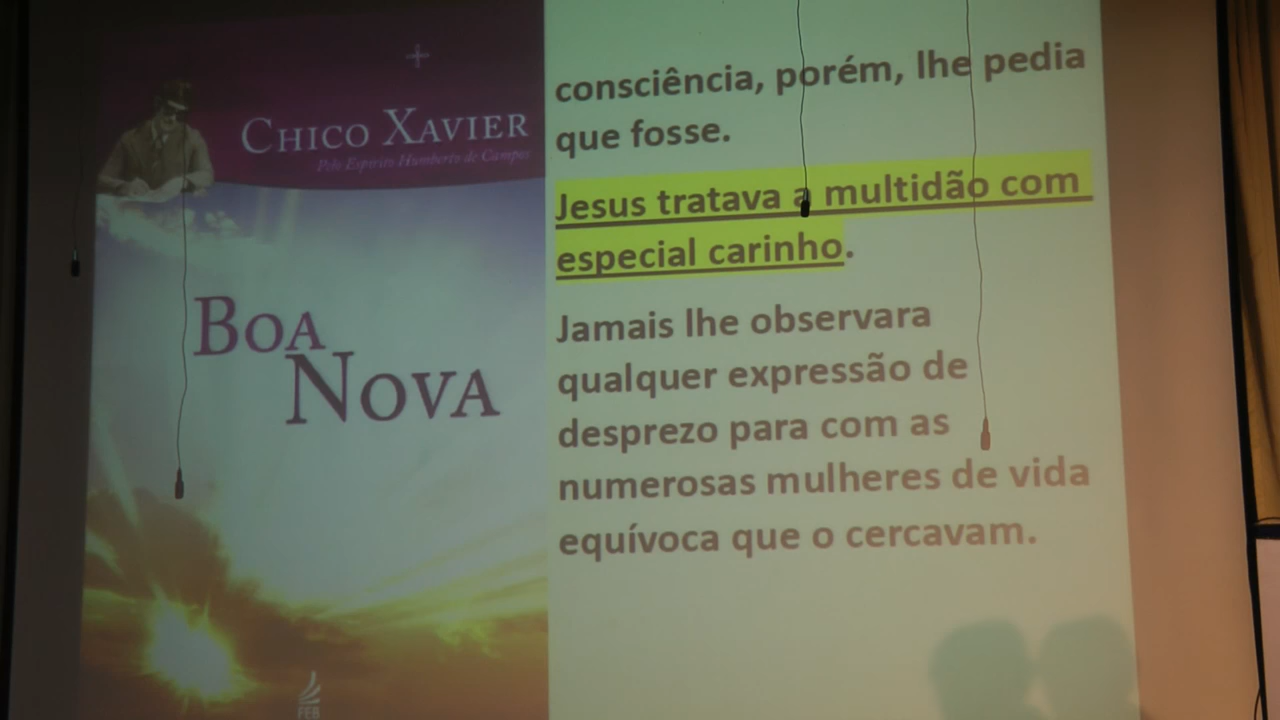 CHICO XAVIER
Pelo Espírito Humberto de Campos
BOA
NOVA
FEB
consciência, porém, lhe pedia
que fosse.
Jesus tratava a multidão com
especial carinho.
Jamais lhe observara
qualquer expressão de
desprezo para com as
numerosas mulheres de vida
equívoca que o cercavam.